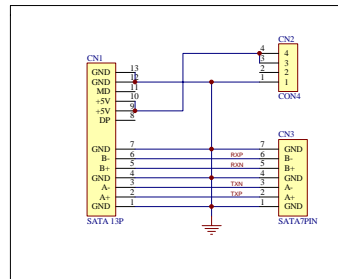 CN1
GND 13
GND 12
MD 11
+5V 10
+5V 9
DP 8
GND 7
B- 6
B+ 5
GND 4
A- 3
A+ 2
GND 1
SATA 13P
CN2
4 4
3 3
2 2
1 1
CON4
RXP
RXN
TXN
TXP
CN3
7 GND
6 B-
5 B+
4 GND
3 A-
2 A+
1 GND
SATA7PIN